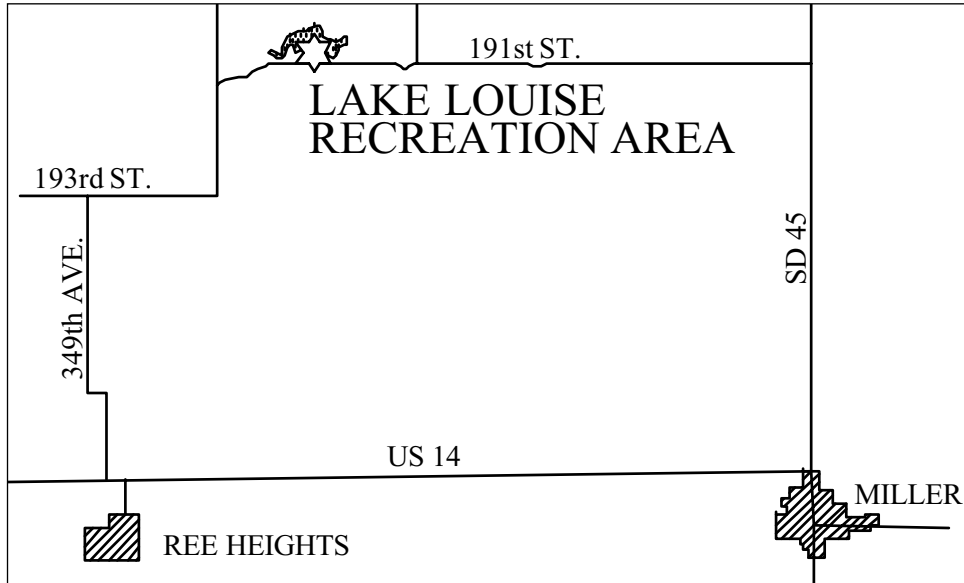 191st ST.
LAKE LOUISE
RECREATION AREA
193rd ST.
349th AVE.
SD 45
US 14
MILLER
REE HEIGHTS